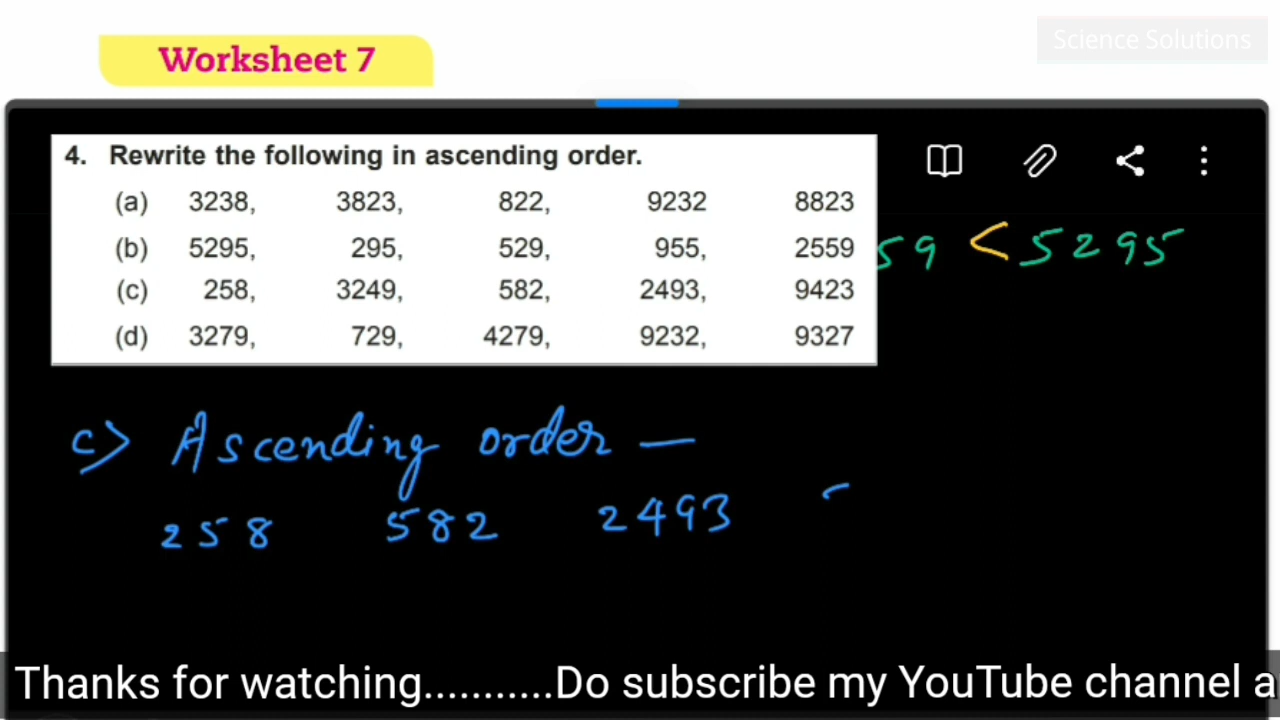 Science Solutions
Worksheet 7
4. Rewrite the following in ascending order.
(a) 3238, 3823, 822, 9232 8823
(b) 5295, 295, 529, 955, 2559
59 < 5295
(c) 258, 3249, 582, 2493, 9423
(d) 3279, 729, 4279, 9232, 9327
c) Ascending order —
258 582 2493
Thanks for watching...........Do subscribe my YouTube channel a